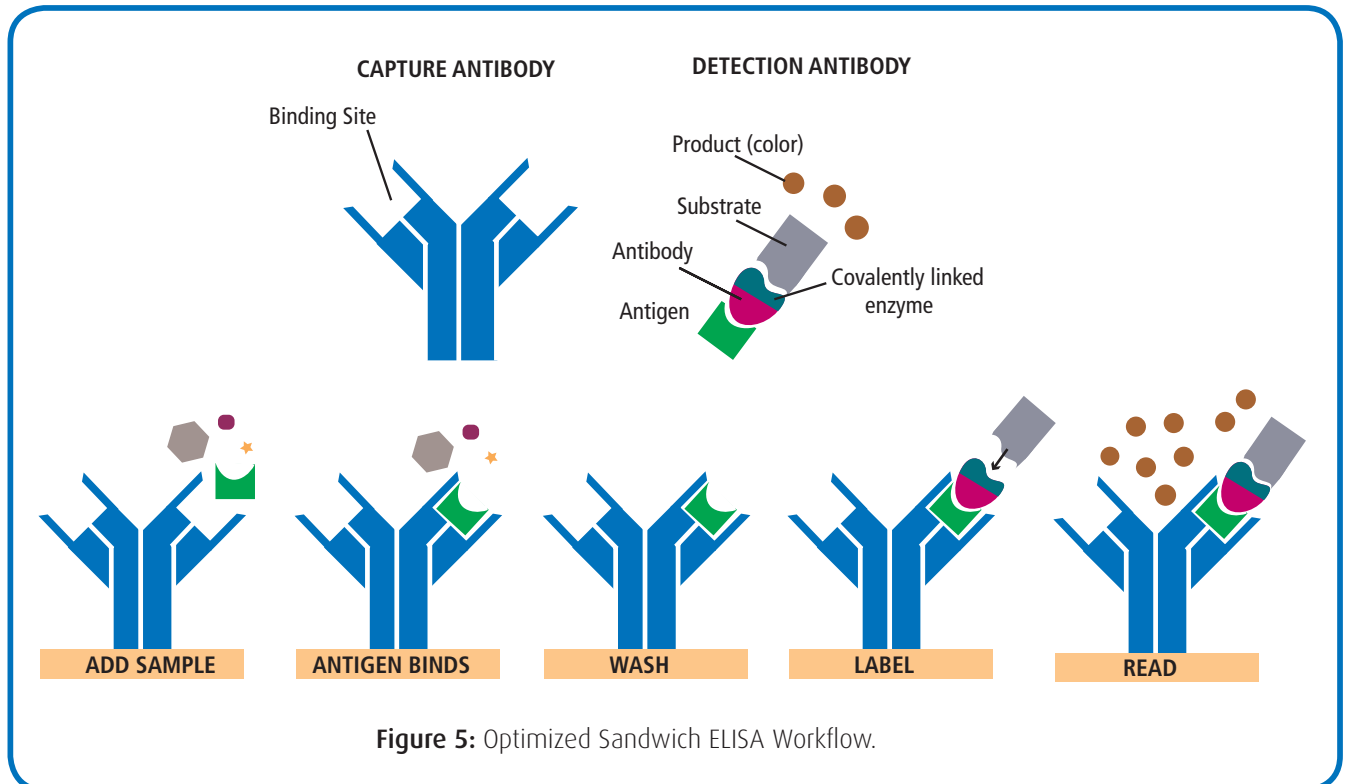 CAPTURE ANTIBODY
DETECTION ANTIBODY
Binding Site
Product (color)
Substrate
Antibody
Covalently linked
enzyme
Antigen
ADD SAMPLE
ANTIGEN BINDS
WASH
LABEL
READ
Figure 5: Optimized Sandwich ELISA Workflow.